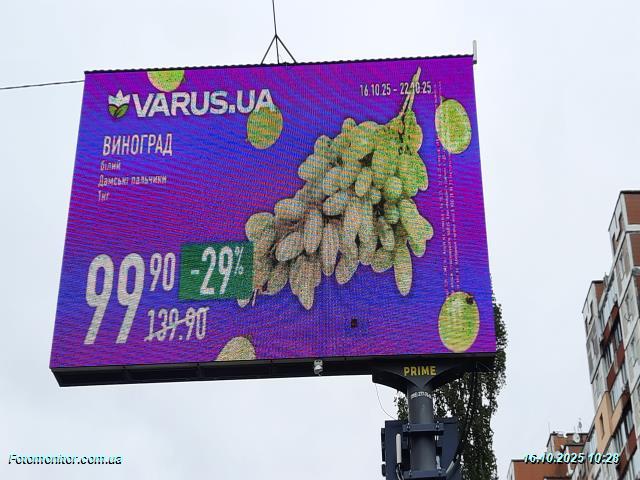 VARUS.UA
16.10.25 - 22.10.25
ВИНОГРАД
білий
Дамські пальчики
1кг
99 90 -29%
139.90
PRIME
Fotomonitor.com.ua
16.10.2025 10:28